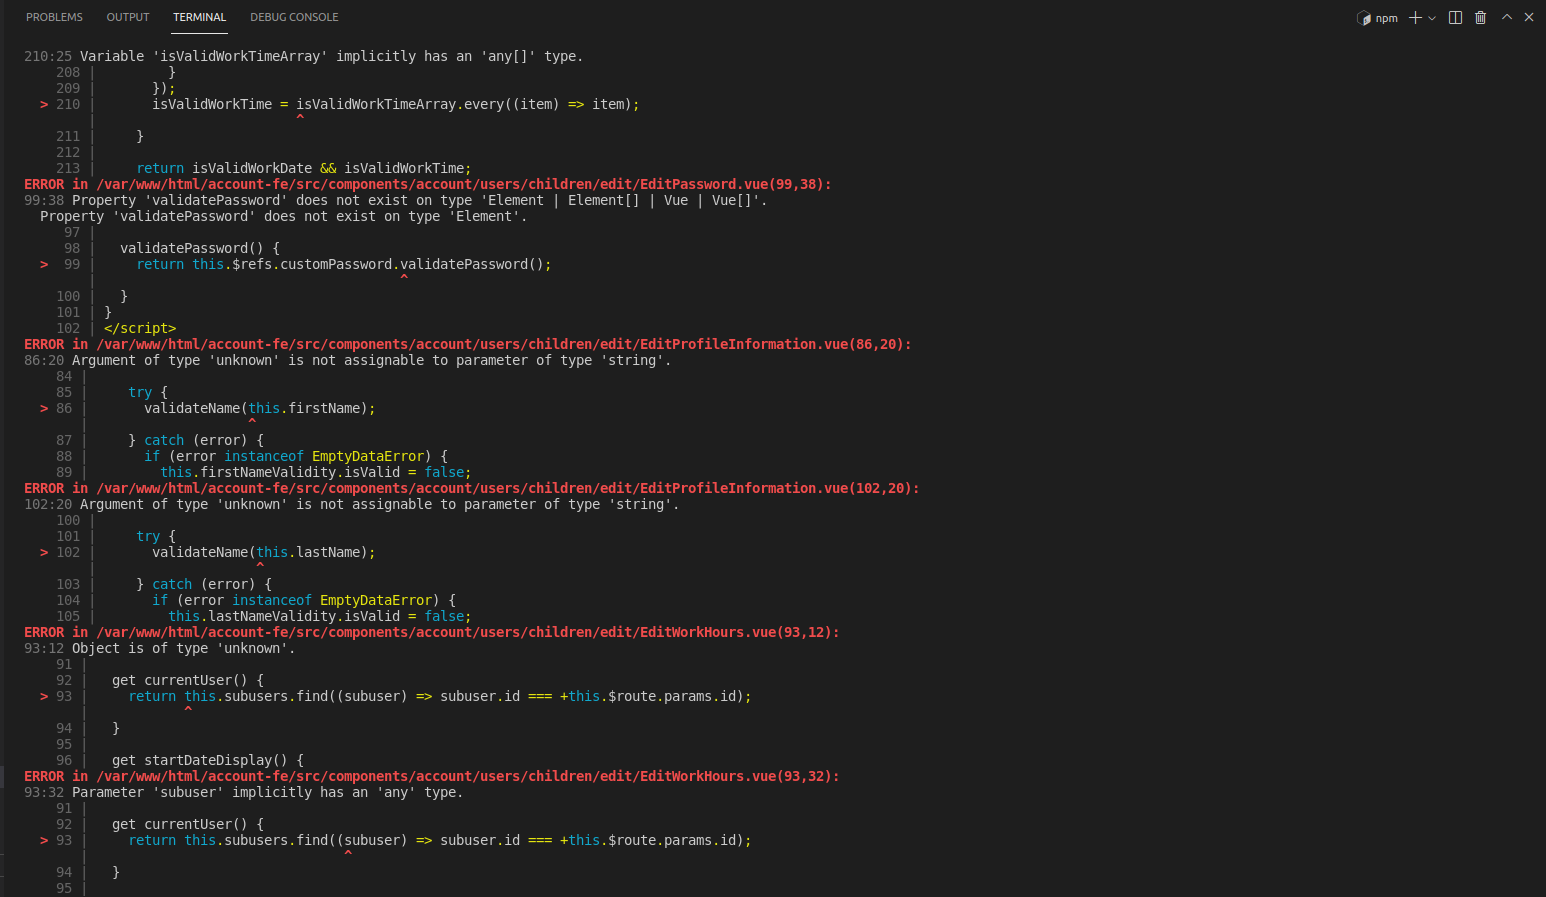 PROBLEMS OUTPUT TERMINAL DEBUG CONSOLE npm
210:25 Variable 'isValidWorkTimeArray' implicitly has an 'any[]' type.
208 | }
209 | });
> 210 | isValidWorkTime = isValidWorkTimeArray.every((item) => item);
| ^
211 | }
212 |
213 | return isValidWorkDate && isValidWorkTime;
ERROR in /var/www/html/account-fe/src/components/account/users/children/edit/EditPassword.vue(99,38):
99:38 Property 'validatePassword' does not exist on type 'Element | Element[] | Vue | Vue[]'.
Property 'validatePassword' does not exist on type 'Element'.
97 |
98 | validatePassword() {
> 99 | return this.$refs.customPassword.validatePassword();
| ^
100 | }
101 | }
102 | </script>
ERROR in /var/www/html/account-fe/src/components/account/users/children/edit/EditProfileInformation.vue(86,20):
86:20 Argument of type 'unknown' is not assignable to parameter of type 'string'.
84 |
85 | try {
> 86 | validateName(this.firstName);
| ^
87 | } catch (error) {
88 | if (error instanceof EmptyDataError) {
89 | this.firstNameValidity.isValid = false;
ERROR in /var/www/html/account-fe/src/components/account/users/children/edit/EditProfileInformation.vue(102,20):
102:20 Argument of type 'unknown' is not assignable to parameter of type 'string'.
100 |
101 | try {
> 102 | validateName(this.lastName);
| ^
103 | } catch (error) {
104 | if (error instanceof EmptyDataError) {
105 | this.lastNameValidity.isValid = false;
ERROR in /var/www/html/account-fe/src/components/account/users/children/edit/EditWorkHours.vue(93,12):
93:12 Object is of type 'unknown'.
91 |
92 | get currentUser() {
> 93 | return this.subusers.find((subuser) => subuser.id === +this.$route.params.id);
| ^
94 | }
95 |
96 | get startDateDisplay() {
ERROR in /var/www/html/account-fe/src/components/account/users/children/edit/EditWorkHours.vue(93,32):
93:32 Parameter 'subuser' implicitly has an 'any' type.
91 |
92 | get currentUser() {
> 93 | return this.subusers.find((subuser) => subuser.id === +this.$route.params.id);
| ^
94 | }
95 |